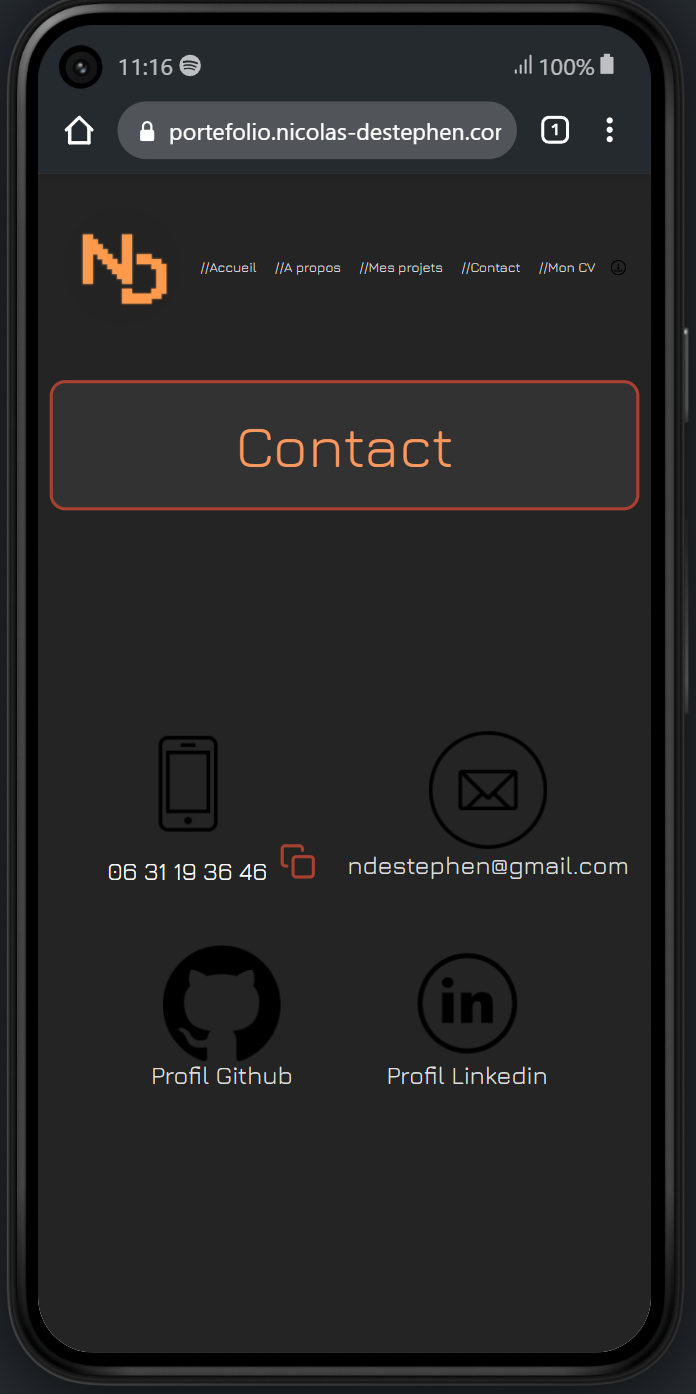 11:16
100%
portefolio.nicolas-destephen.cor
1
ND
//Accueil //A propos //Mes projets //Contact //Mon CV
Contact
06 31 19 36 46
ndestephen@gmail.com
in
Profil Github
Profil Linkedin